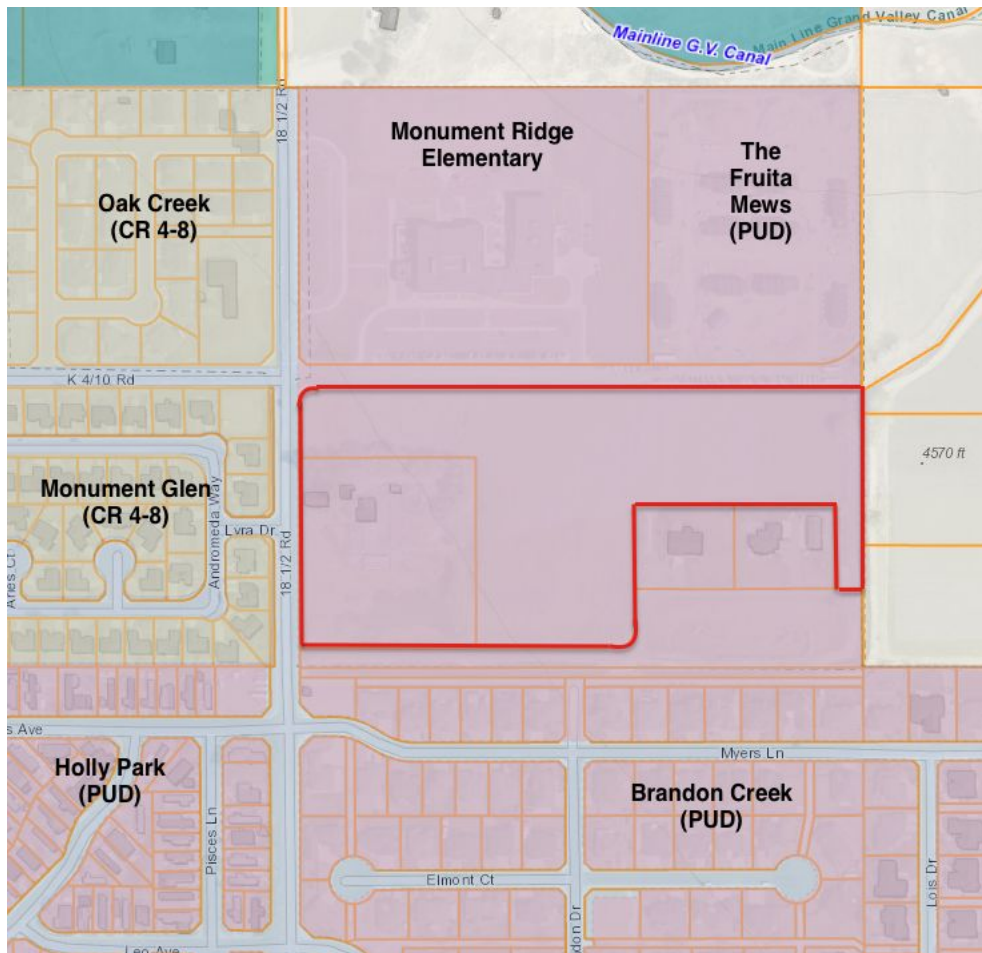 Main Line Grand Valley Canal
Mainline G.V. Canal
18 1/2 Rd
Monument Ridge
Elementary
The
Fruita
Mews
(PUD)
Oak Creek
(CR 4-8)
K 4/10 Rd
4570 ft
Monument Glen
(CR 4-8)
Andromeda Way
Lyra Dr
18 1/2 Rd
Aries Ct
s Ave
Myers Ln
Holly Park
(PUD)
Brandon Creek
(PUD)
Pisces Ln
Elmont Ct
Lois Dr
don Dr
Leo Ave